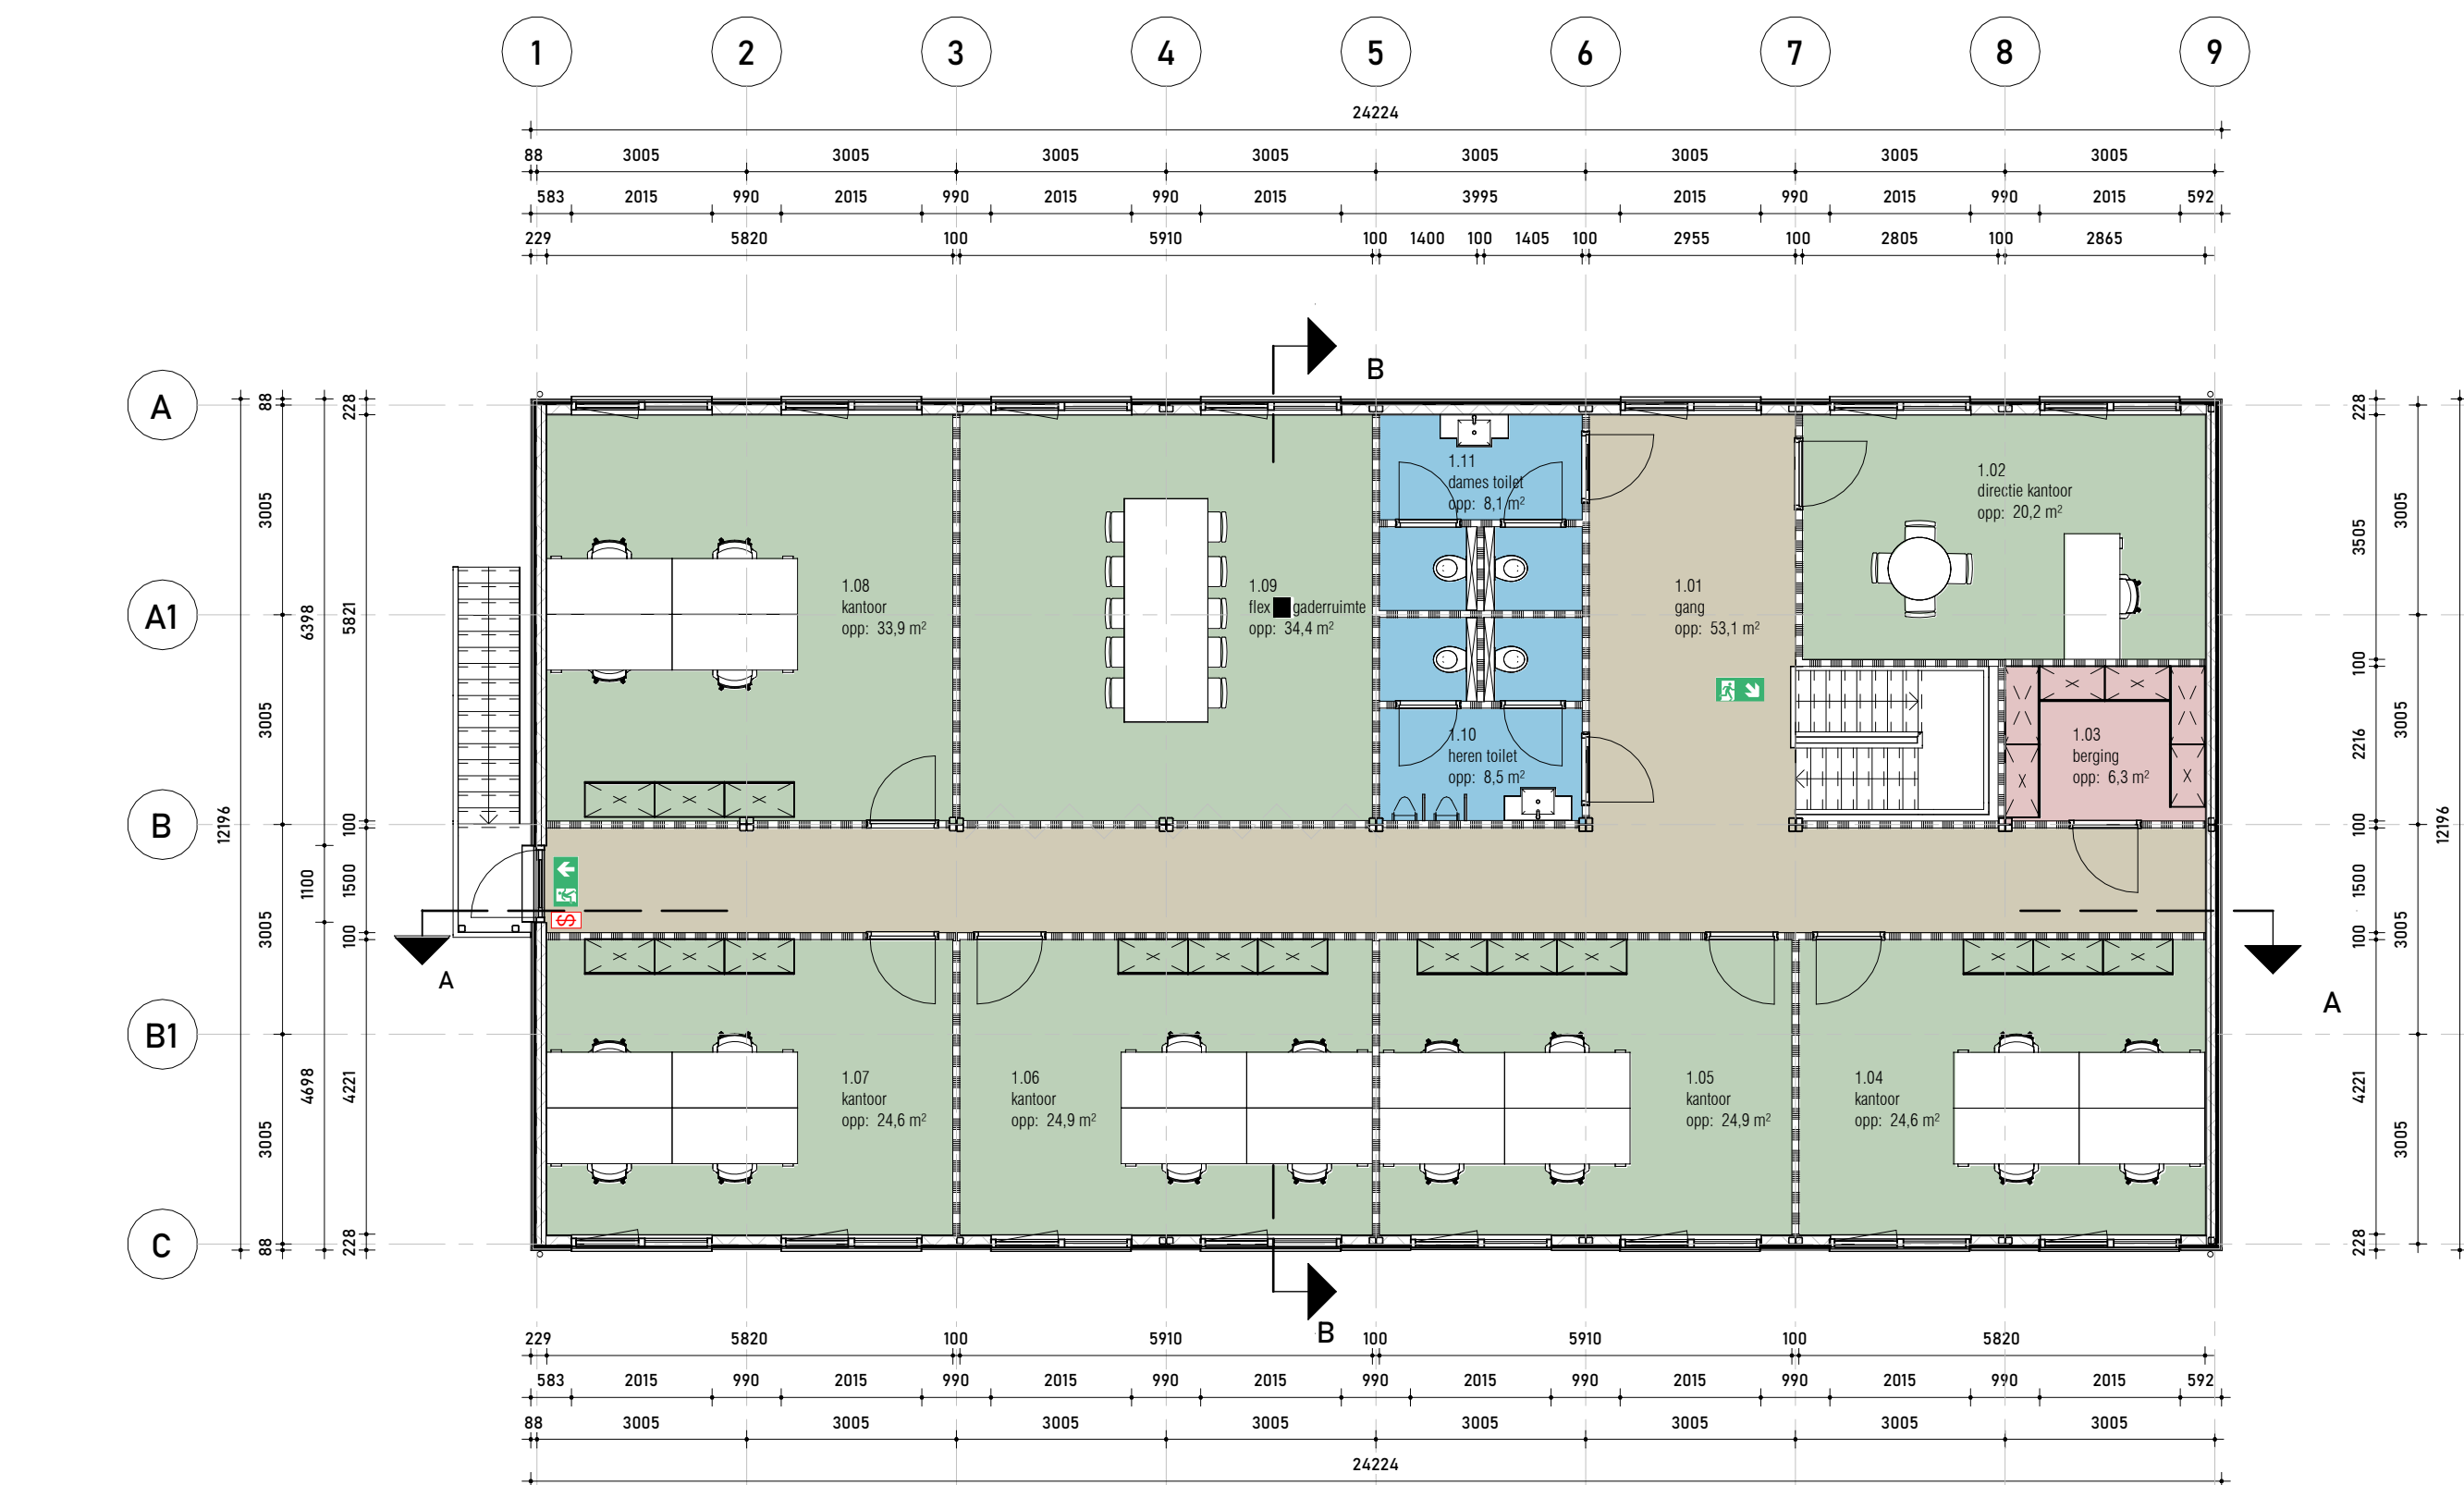 1 2 3 4 5 6 7 8 9
24224
88 3005 3005 3005 3005 3005 3005 3005 3005
583 2015 990 2015 990 2015 990 2015 3995 2015 990 2015 990 2015 592
229 5820 100 5910 100 1400 100 1405 100 2955 100 2805 100 2865
B
A
A1
B
B1
C
12196
88 3005 3005 3005 3005 88
6398 1100 4698
228 5821 100 1500 100 4221 228
1.11
dames toilet
opp: 8,1 m²
1.02
directie kantoor
opp: 20,2 m²
1.08
kantoor
opp: 33,9 m²
1.09
flex gaderruimte
opp: 34,4 m²
1.01
gang
opp: 53,1 m²
1.10
heren toilet
opp: 8,5 m²
1.03
berging
opp: 6,3 m²
A
A
1.07
kantoor
opp: 24,6 m²
1.06
kantoor
opp: 24,9 m²
1.05
kantoor
opp: 24,9 m²
1.04
kantoor
opp: 24,6 m²
228 3505 100 2216 100 1500 100 4221 228
3005 3005 3005 3005
12196
B
229 5820 100 5910 100 5910 100 5820
583 2015 990 2015 990 2015 990 2015 990 2015 990 2015 990 2015 990 2015 592
88 3005 3005 3005 3005 3005 3005 3005 3005
24224